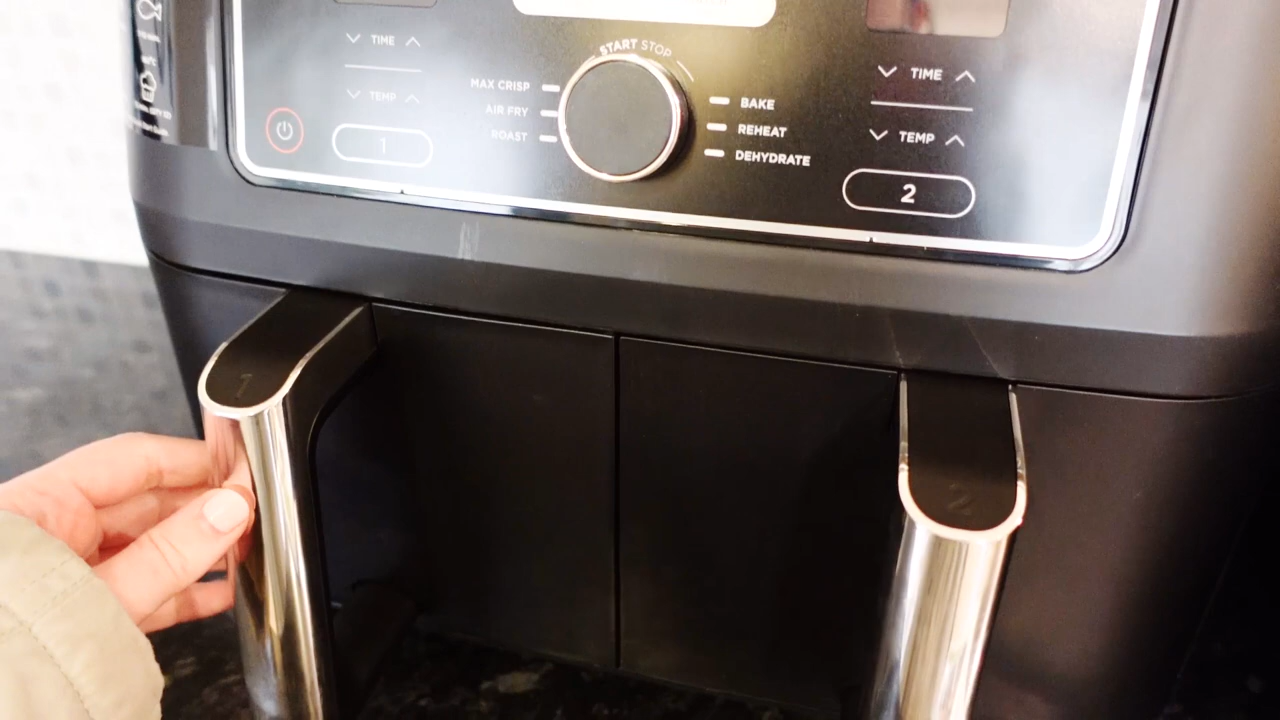 START STOP
TIME
TIME
MAX CRISP
BAKE
TEMP
AIR FRY
REHEAT
TEMP
ROAST
DEHYDRATE
1
2
1
2